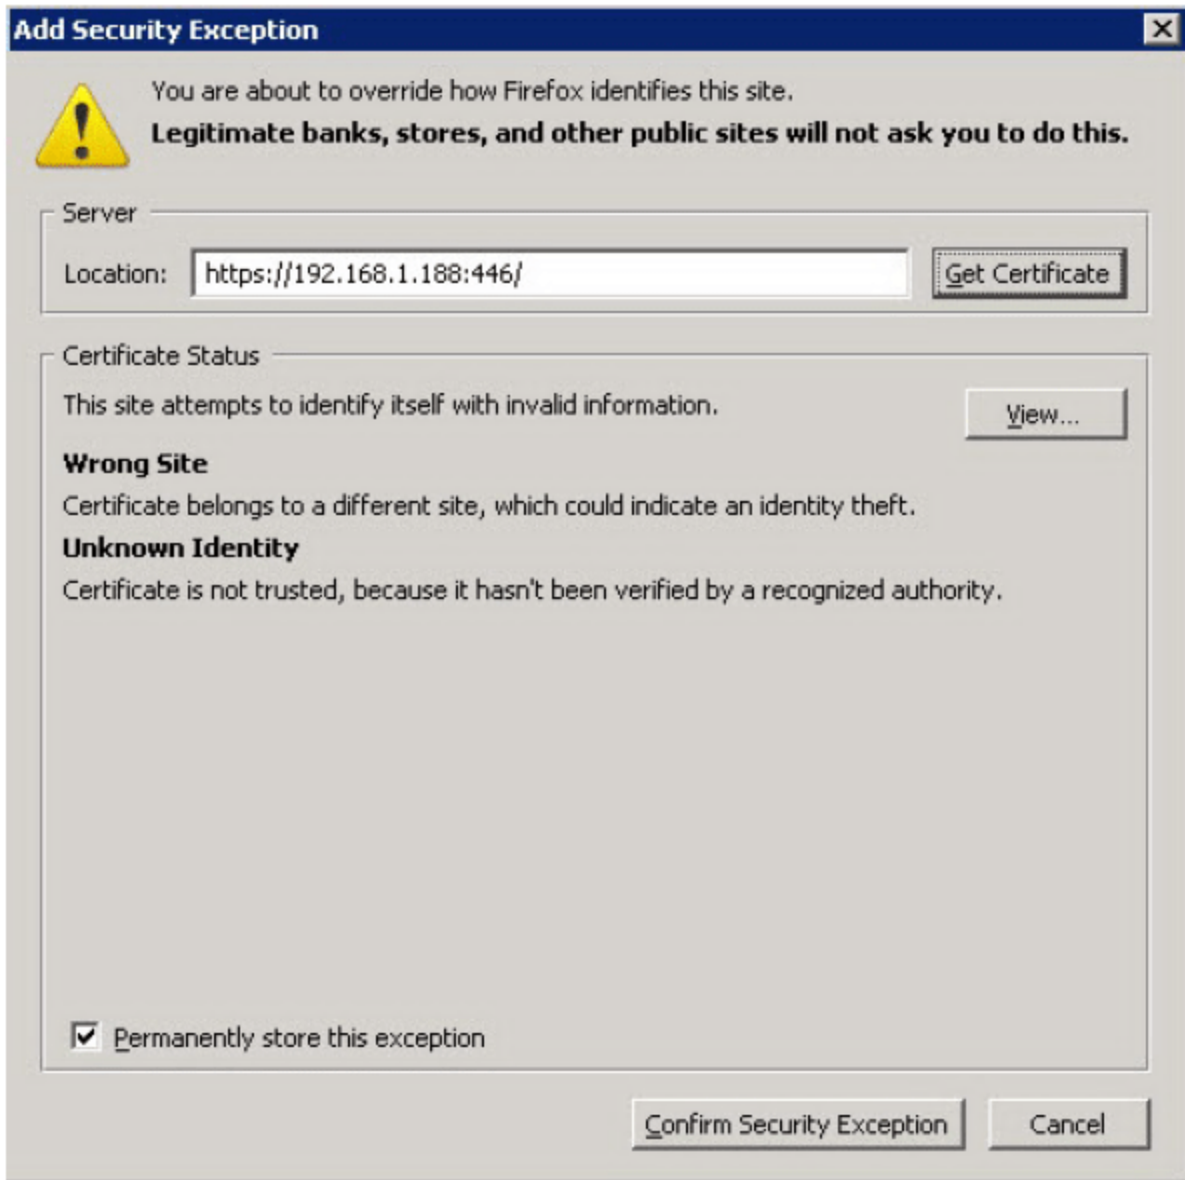 Add Security Exception
You are about to override how Firefox identifies this site.
Legitimate banks, stores, and other public sites will not ask you to do this.
Server
Location: https://192.168.1.188:446/ Get Certificate
Certificate Status
This site attempts to identify itself with invalid information.
View...
Wrong Site
Certificate belongs to a different site, which could indicate an identity theft.
Unknown Identity
Certificate is not trusted, because it hasn't been verified by a recognized authority.
Permanently store this exception
Confirm Security Exception Cancel